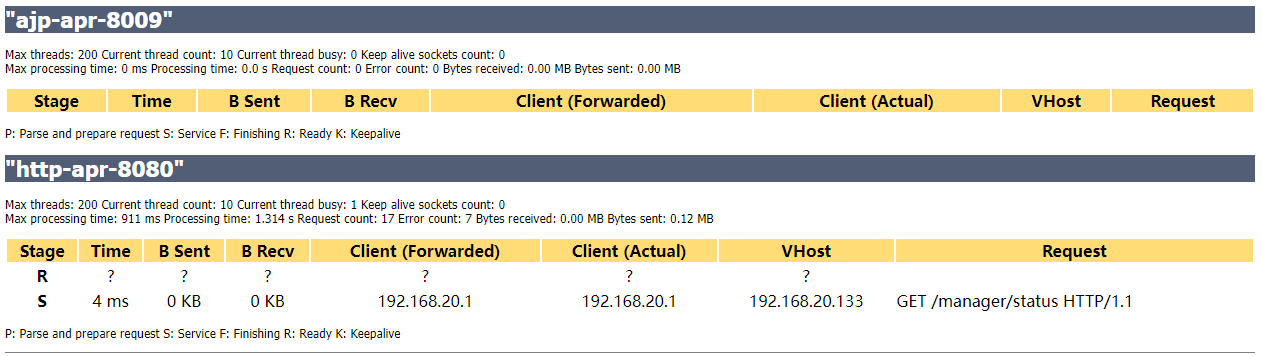 "ajp-apr-8009"
Max threads: 200 Current thread count: 10 Current thread busy: 0 Keep alive sockets count: 0
Max processing time: 0 ms Processing time: 0.0 s Request count: 0 Error count: 0 Bytes received: 0.00 MB Bytes sent: 0.00 MB
Stage Time B Sent B Recv Client (Forwarded) Client (Actual) VHost Request
P: Parse and prepare request S: Service F: Finishing R: Ready K: Keepalive
"http-apr-8080"
Max threads: 200 Current thread count: 10 Current thread busy: 1 Keep alive sockets count: 0
Max processing time: 911 ms Processing time: 1.314 s Request count: 17 Error count: 7 Bytes received: 0.00 MB Bytes sent: 0.12 MB
Stage Time B Sent B Recv Client (Forwarded) Client (Actual) VHost Request
R ? ? ? ? ? ?
S 4 ms 0 KB 0 KB 192.168.20.1 192.168.20.1 192.168.20.133 GET /manager/status HTTP/1.1
P: Parse and prepare request S: Service F: Finishing R: Ready K: Keepalive